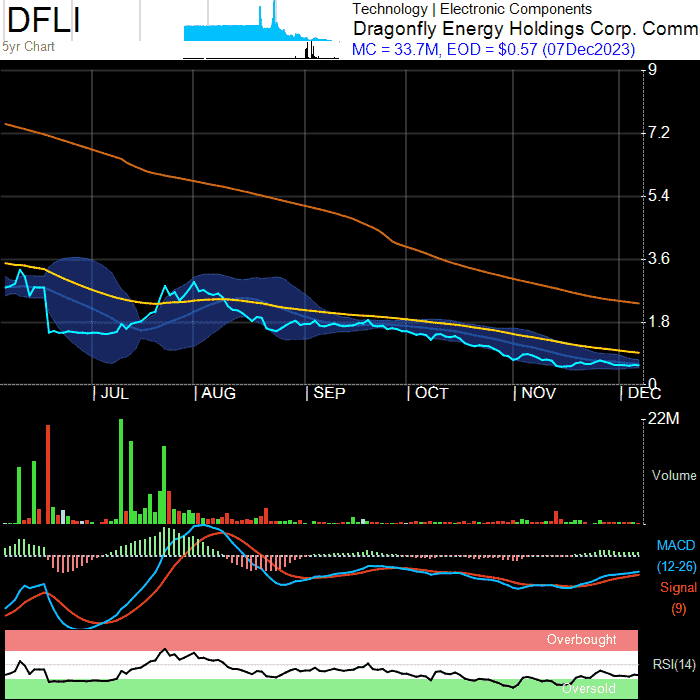 DFLI
5yr Chart
Technology | Electronic Components
Dragonfly Energy Holdings Corp. Comm
MC = 33.7M, EOD = $0.57 (07Dec2023)
9
7.2
5.4
3.6
1.8
0
JUL
AUG
SEP
OCT
NOV
DEC
22M
Volume
MACD
(12-26)
Signal
(9)
Overbought
RSI(14)
Oversold